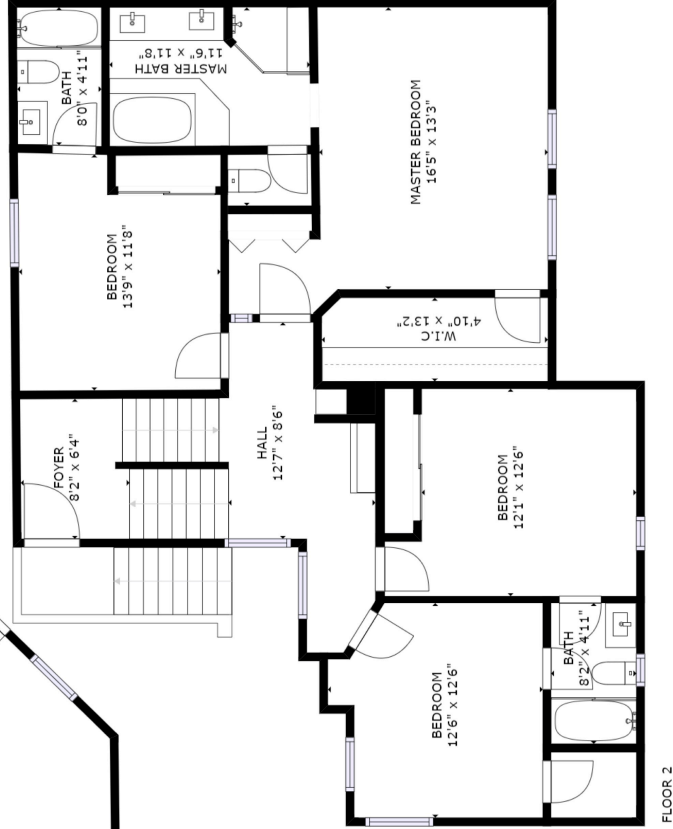 BATH
8'0" x 4'11"
MASTER BATH
11'6" x 11'8"
MASTER BEDROOM
16'5" x 13'3"
BEDROOM
13'9" x 11'8"
W.I.C
4'10" x 13'2"
FOYER
8'2" x 6'4"
HALL
12'7" x 8'6"
BEDROOM
12'1" x 12'6"
BATH
8'2" x 4'11"
BEDROOM
12'6" x 12'6"
FLOOR 2